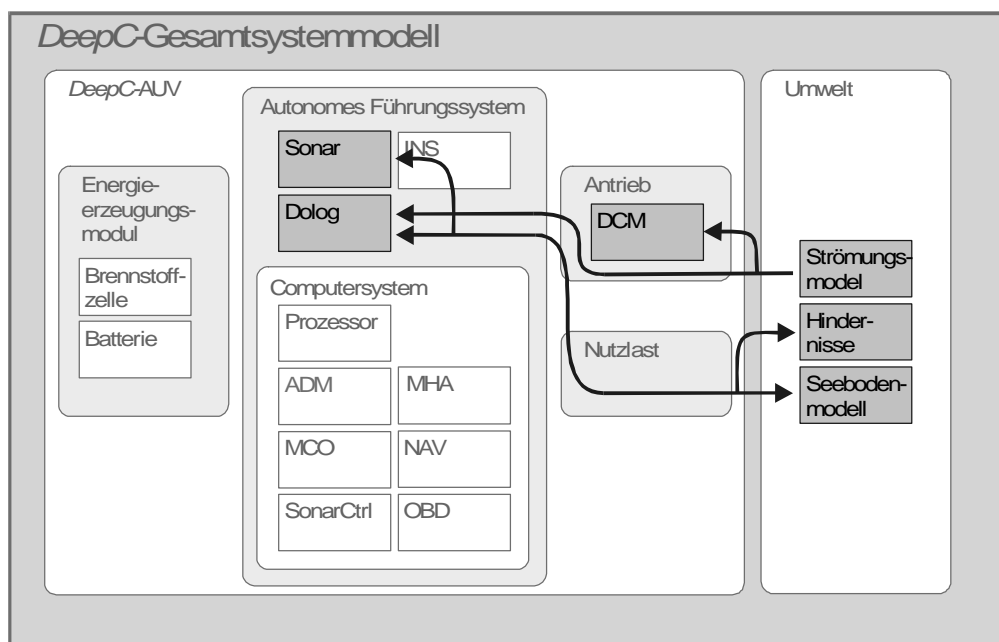 DeepC-Gesamtsystemmodell
DeepC-AUV
Energie-
erzeugungs-
modul
Brennstoff-
zelle
Batterie
Autonomes Führungssystem
Sonar
INS
Dolog
Computersystem
Prozessor
ADM
MHA
MCO
NAV
SonarCtrl
OBD
Antrieb
DCM
Nutzlast
Umwelt
Strömungs-
model
Hinder-
nisse
Seeboden-
modell